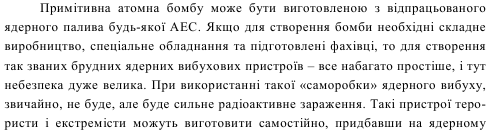 Примітивна атомна бомбу може бути виготовленою з відпрацьованого
ядерного палива будь-якої АЕС. Якщо для створення бомби необхідні складне
виробництво, спеціальне обладнання та підготовлені фахівці, то для створення
так званих брудних ядерних вибухових пристроїв – все набагато простіше, і тут
небезпека дуже велика. При використанні такої «саморобки» ядерного вибуху,
звичайно, не буде, але буде сильне радіоактивне зараження. Такі пристрої теро-
ристи і екстремісти можуть виготовити самостійно, придбавши на ядерному